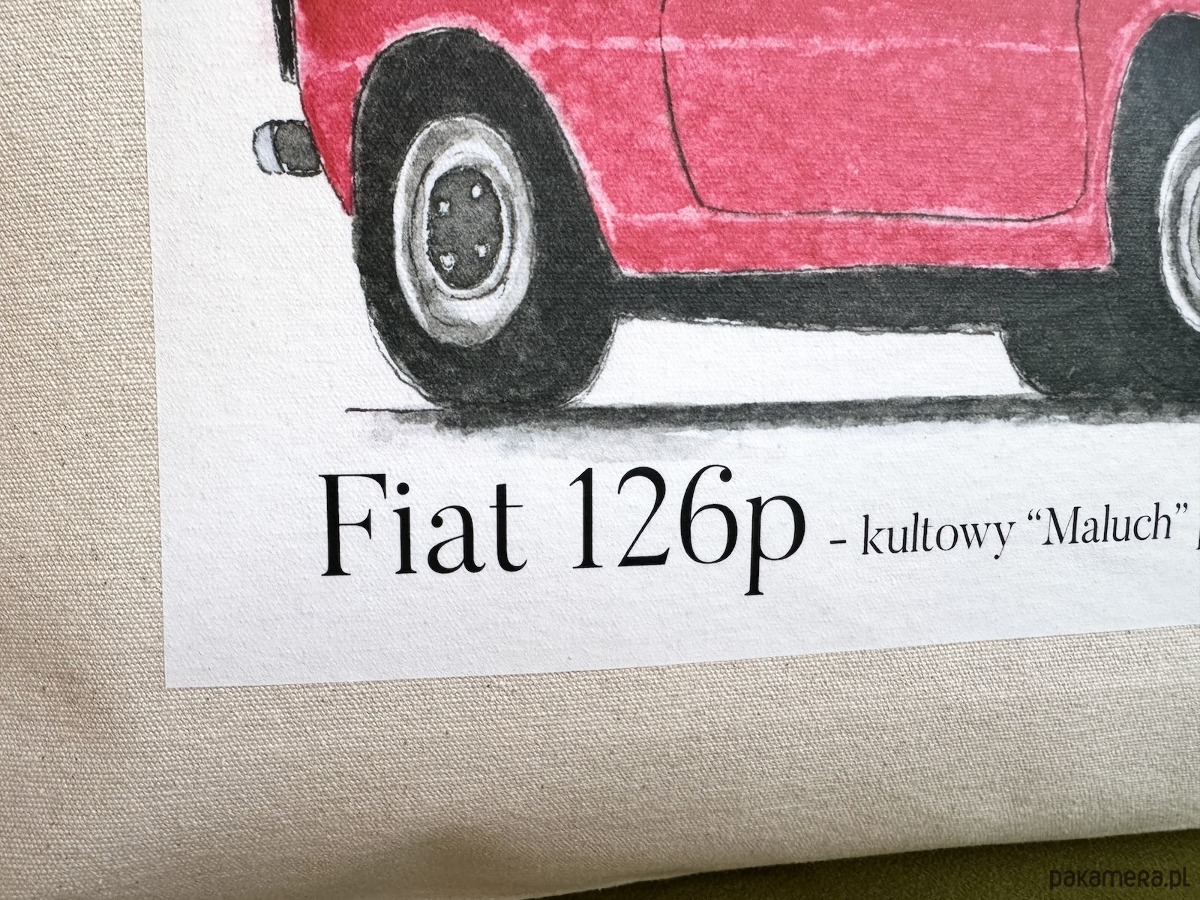 Fiat 126p - kultowy “Maluch”
pakamera.pl